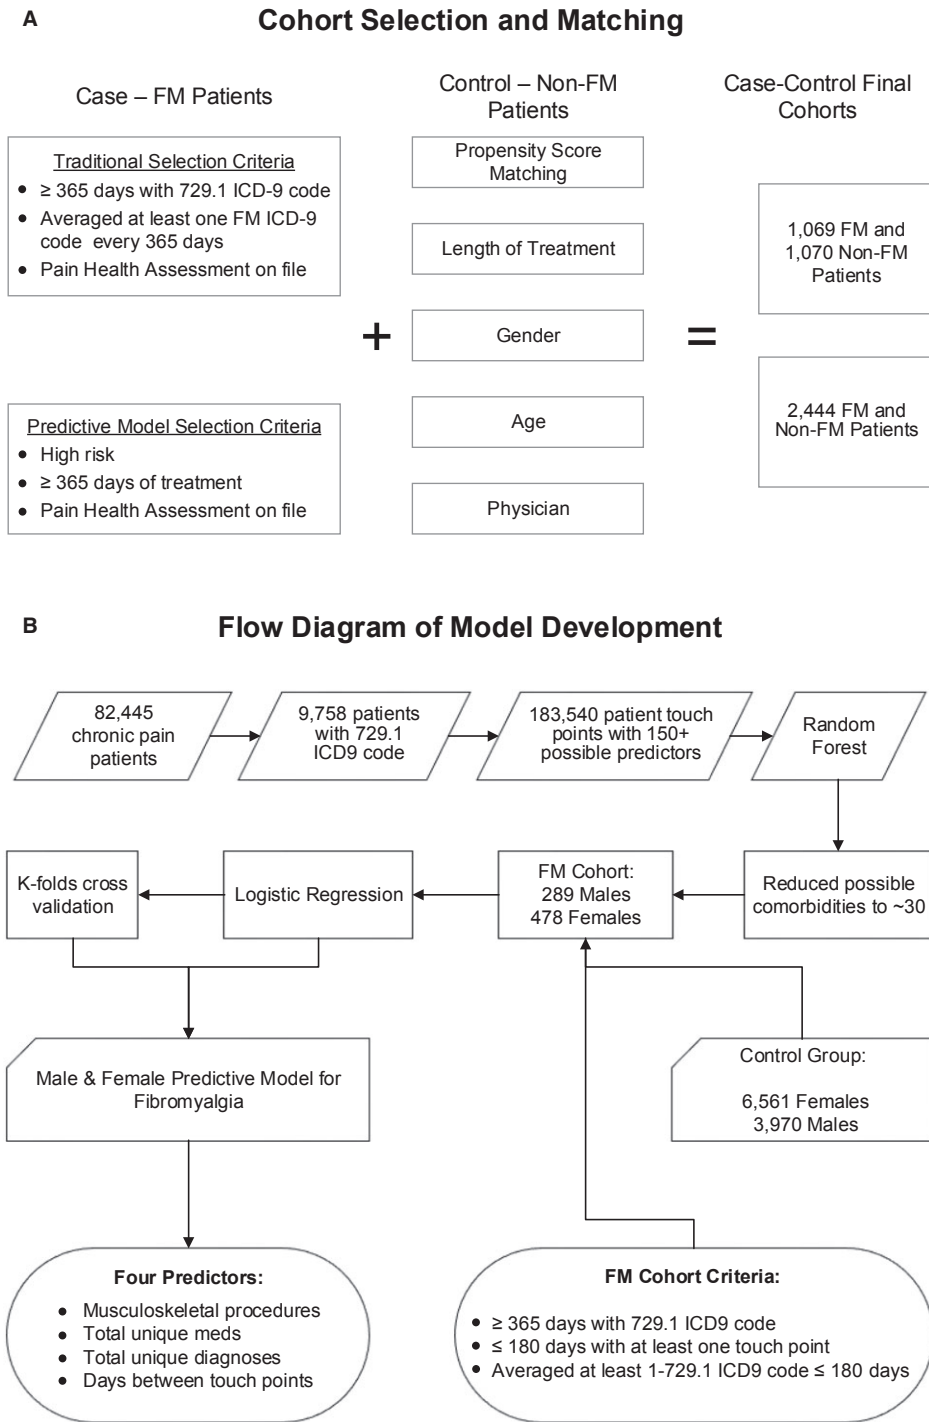 A
Cohort Selection and Matching
Case – FM Patients
Traditional Selection Criteria
● ≥ 365 days with 729.1 ICD-9 code
● Averaged at least one FM ICD-9
code every 365 days
● Pain Health Assessment on file
Predictive Model Selection Criteria
● High risk
● ≥ 365 days of treatment
● Pain Health Assessment on file
+
Control – Non-FM
Patients
Propensity Score
Matching
Length of Treatment
Gender
Age
Physician
=
Case-Control Final
Cohorts
1,069 FM and
1,070 Non-FM
Patients
2,444 FM and
Non-FM Patients
B
Flow Diagram of Model Development
82,445
chronic pain
patients
9,758 patients
with 729.1
ICD9 code
183,540 patient touch
points with 150+
possible predictors
Random
Forest
Reduced possible
comorbidities to ~30
FM Cohort:
289 Males
478 Females
Logistic Regression
K-folds cross
validation
Male & Female Predictive Model for
Fibromyalgia
Control Group:
6,561 Females
3,970 Males
Four Predictors:
● Musculoskeletal procedures
● Total unique meds
● Total unique diagnoses
● Days between touch points
FM Cohort Criteria:
● ≥ 365 days with 729.1 ICD9 code
● ≤ 180 days with at least one touch point
● Averaged at least 1-729.1 ICD9 code ≤ 180 days